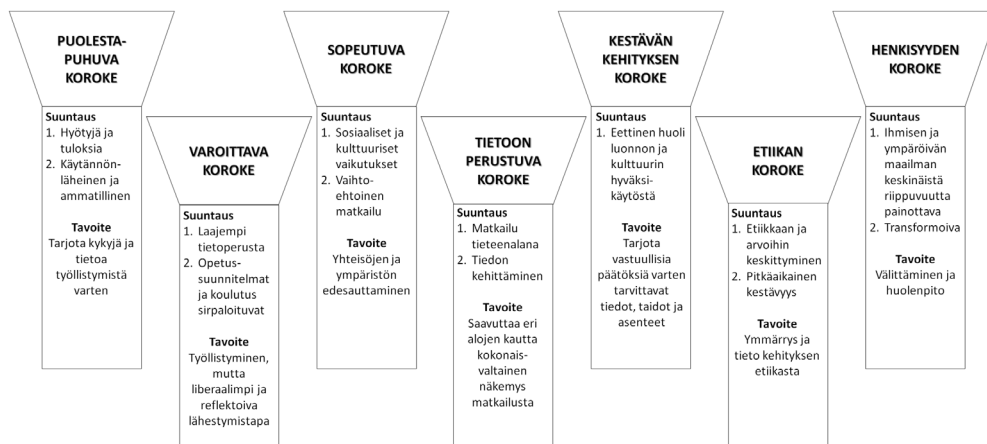 PUOLESTA-
PUHUVA
KOROKE
Suuntaus
1. Hyötyjä ja
tuloksia
2. Käytännön-
läheinen ja
ammatillinen
Tavoite
Tarjota kykyjä ja
tietoa
työllistymistä
varten
VAROITTAVA
KOROKE
Suuntaus
1. Laajempi
tietoperusta
2. Opetus-
suunnitelmat
ja koulutus
sirpaloituvat
Tavoite
Työllistyminen,
mutta
liberaalimpi ja
reflektoiva
lähestymistapa
SOPEUTUVA
KOROKE
Suuntaus
1. Sosiaaliset ja
kulttuuriset
vaikutukset
2. Vaihto-
ehtoinen
matkailu
Tavoite
Yhteisöjen ja
ympäristön
edesauttaminen
TIETOON
PERUSTUVA
KOROKE
Suuntaus
1. Matkailu
tieteenalana
2. Tiedon
kehittäminen
Tavoite
Saavuttaa eri
alojen kautta
kokonais-
valtainen
näkemys
matkailusta
KESTÄVÄN
KEHITYKSEN
KOROKE
Suuntaus
1. Eettinen huoli
luonnon ja
kulttuurin
hyväksi-
käytöstä
Tavoite
Tarjota
vastuullisia
päätöksiä varten
tarvittavat
tiedot, taidot ja
asenteet
ETIIKAN
KOROKE
Suuntaus
1. Etiikkaan ja
arvoihin
keskittyminen
2. Pitkäaikainen
kestävyys
Tavoite
Ymmärrys ja
tieto kehityksen
etiikasta
HENKISYYDEN
KOROKE
Suuntaus
1. Ihmisen ja
ympäröivän
maailman
keskinäistä
riippuvuutta
painottava
2. Transformoiva
Tavoite
Välittäminen ja
huolenpito